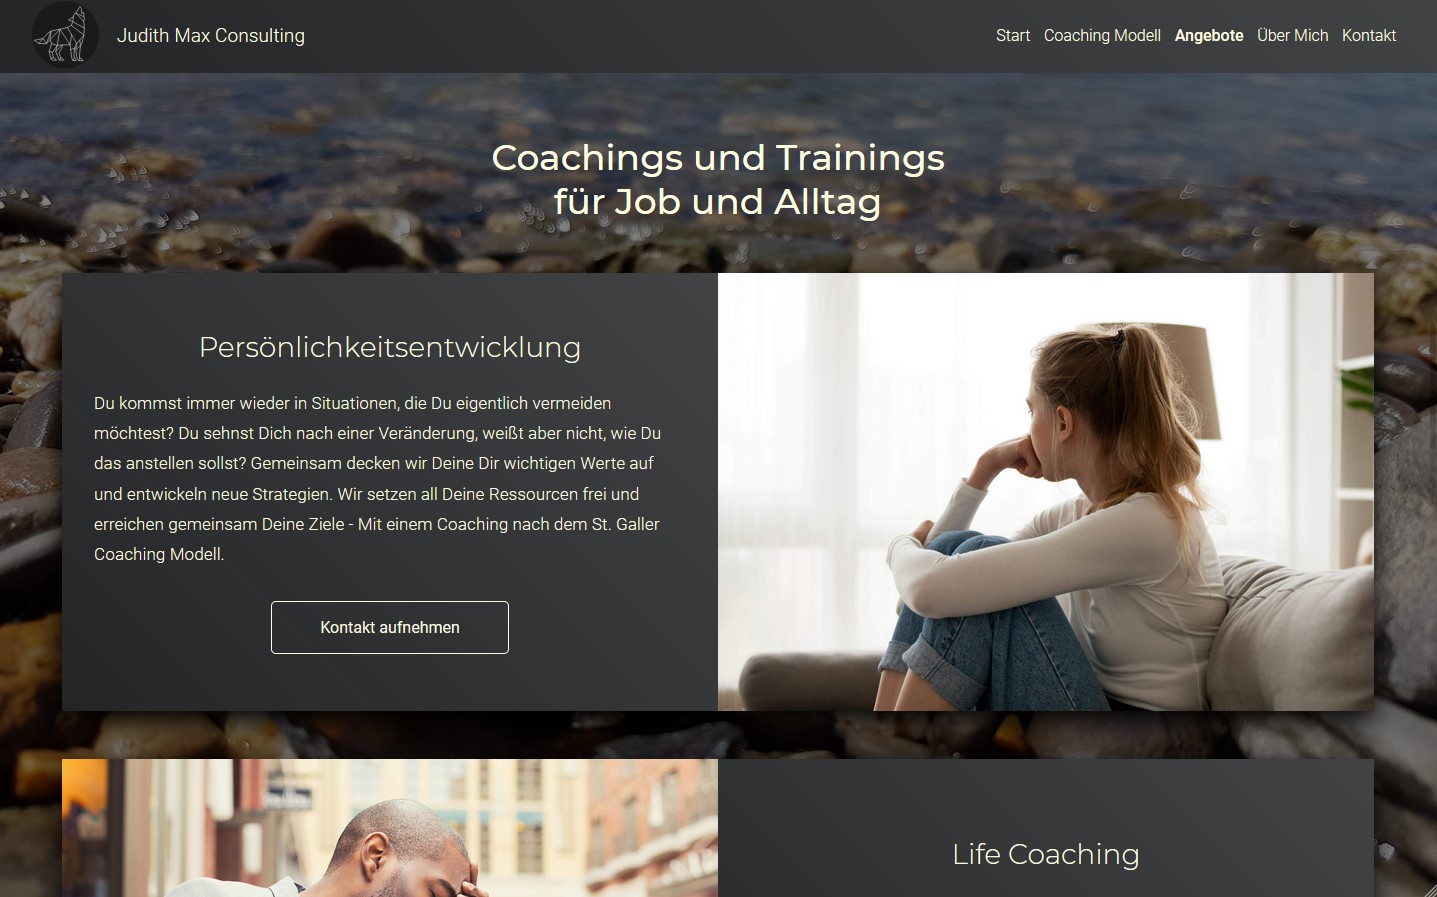 Judith Max Consulting
Start Coaching Modell Angebote Über Mich Kontakt
Coachings und Trainings
für Job und Alltag
Persönlichkeitsentwicklung
Du kommst immer wieder in Situationen, die Du eigentlich vermeiden
möchtest? Du sehnst Dich nach einer Veränderung, weißt aber nicht, wie Du
das anstellen sollst? Gemeinsam decken wir Deine Dir wichtigen Werte auf
und entwickeln neue Strategien. Wir setzen all Deine Ressourcen frei und
erreichen gemeinsam Deine Ziele - Mit einem Coaching nach dem St. Galler
Coaching Modell.
Kontakt aufnehmen
Life Coaching